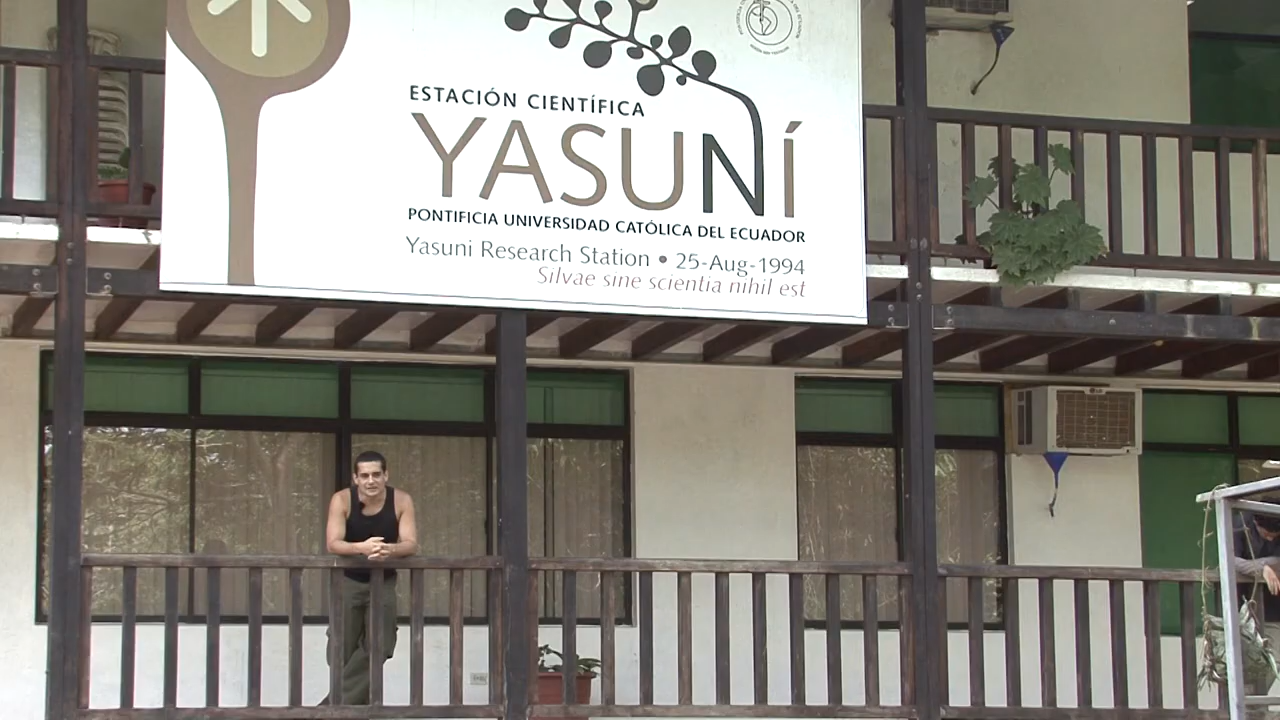 ESTACIÓN CIENTÍFICA
YASUNÍ
PONTIFICIA UNIVERSIDAD CATÓLICA DEL ECUADOR
Yasuni Research Station • 25-Aug-1994
Silvae sine scientia nihil est